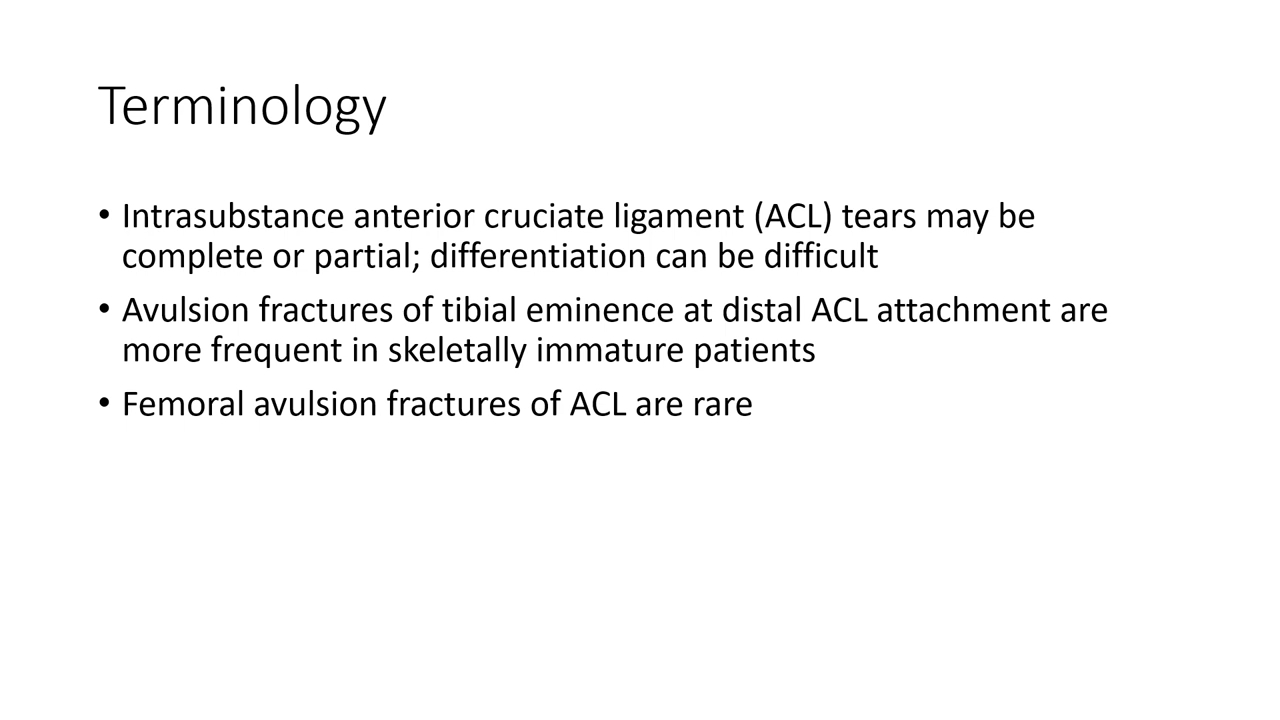 Terminology
• Intrasubstance anterior cruciate ligament (ACL) tears may be
complete or partial; differentiation can be difficult
• Avulsion fractures of tibial eminence at distal ACL attachment are
more frequent in skeletally immature patients
• Femoral avulsion fractures of ACL are rare